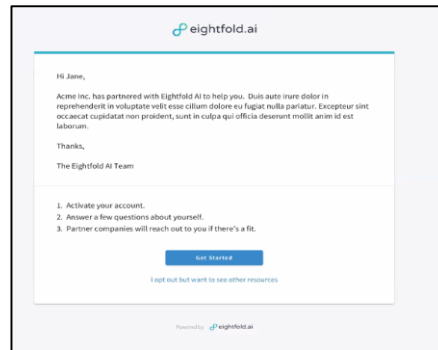 eightfold.ai
Hi Jane,
Acme Inc. has partnered with Eightfold AI to help you. Duis aute irure dolor in
reprehenderit in voluptate velit esse cillum dolore eu fugiat nulla pariatur. Excepteur sint
occaecat cupidatat non proident, sunt in culpa qui officia deserunt mollit anim id est
laborum.
Thanks,
The Eightfold AI Team
1. Activate your account.
2. Answer a few questions about yourself.
3. Partner companies will reach out to you if there's a fit.
Get Started
I opt out but want to see other resources
Powered by eightfold.ai